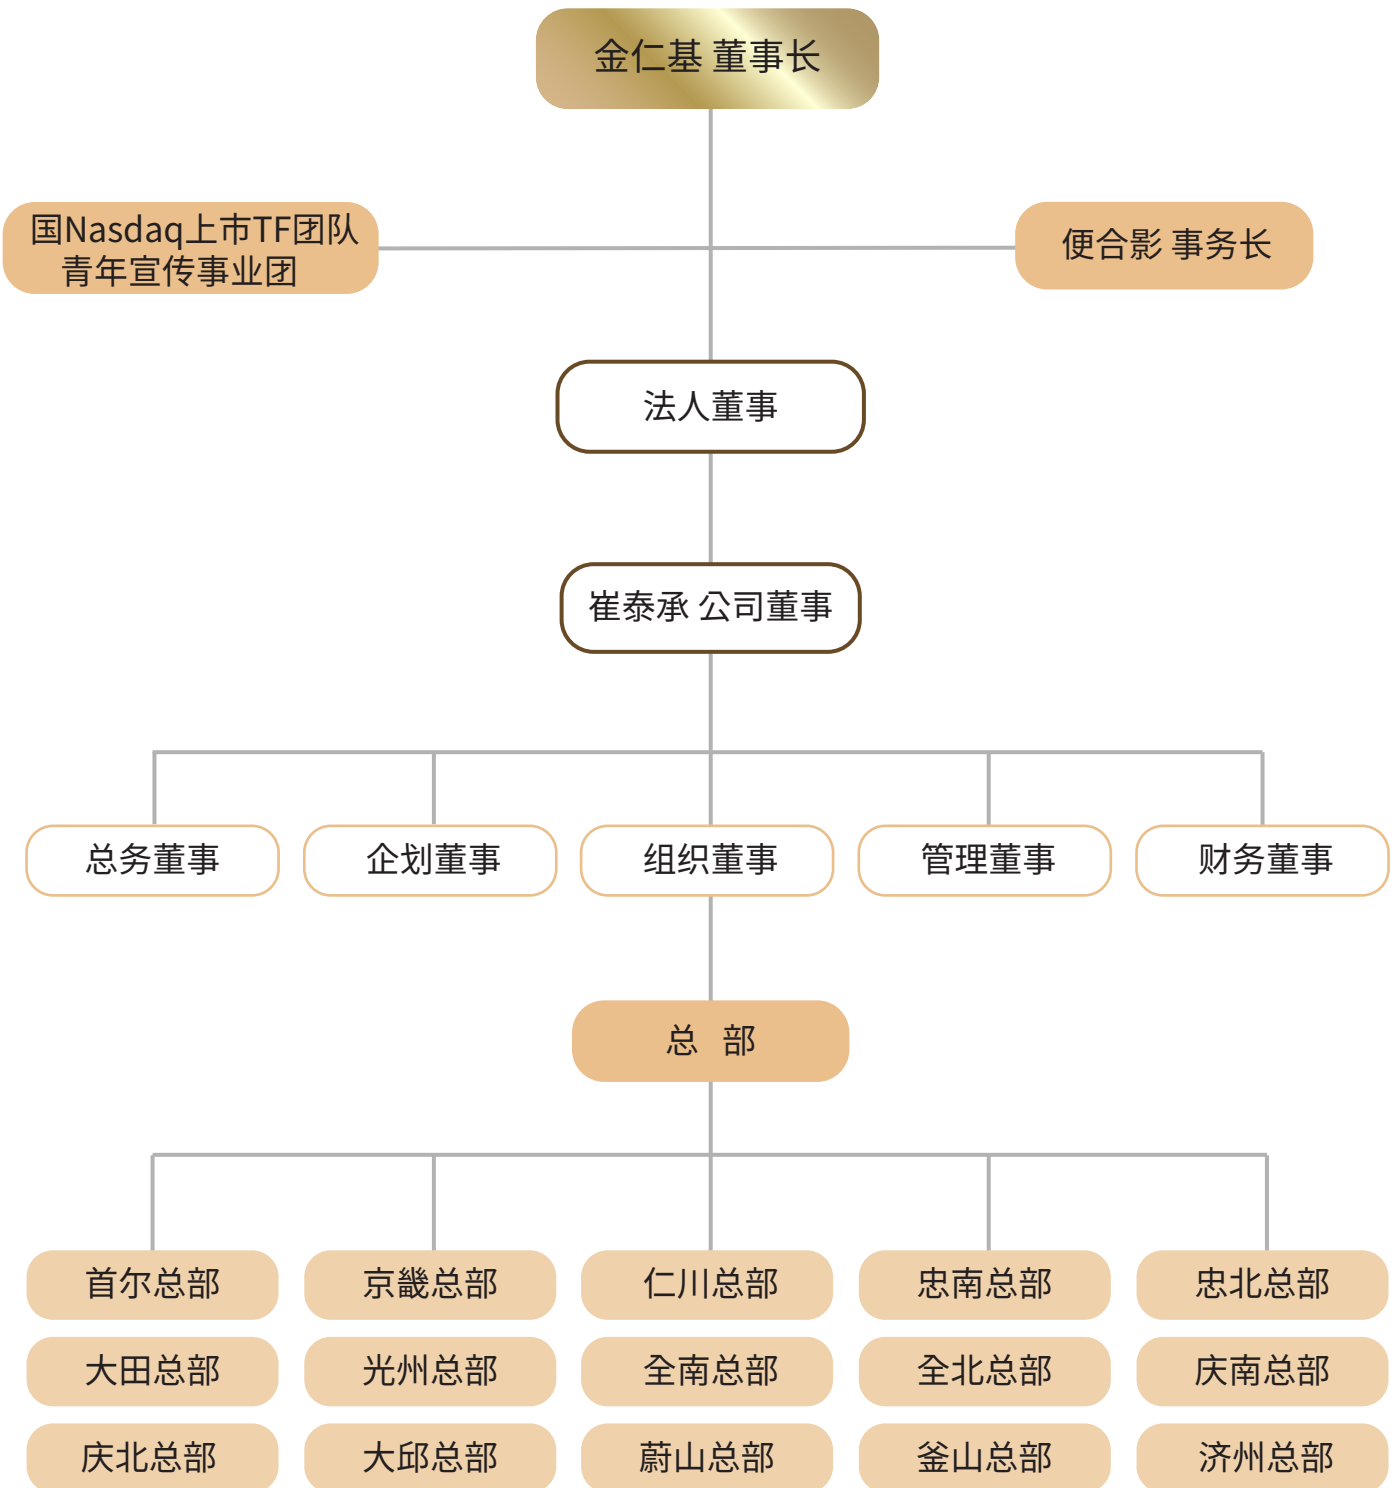 金仁基 董事长
国Nasdaq上市TF团队
青年宣传事业团
便合影 事务长
法人董事
崔泰承 公司董事
总务董事
企划董事
组织董事
管理董事
财务董事
总 部
首尔总部
京畿总部
仁川总部
忠南总部
忠北总部
大田总部
光州总部
全南总部
全北总部
庆南总部
庆北总部
大邱总部
蔚山总部
釜山总部
济州总部